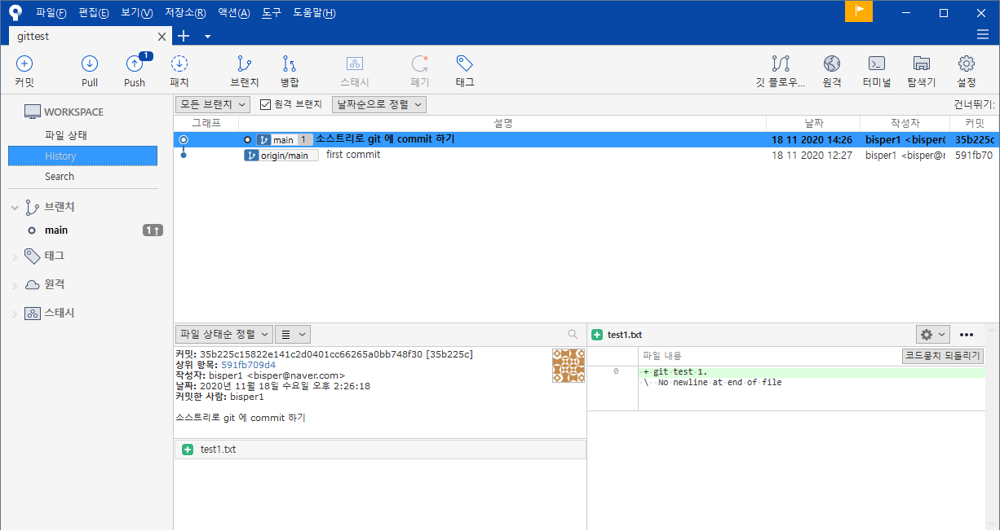 파일(F) 편집(E) 보기(V) 저장소(R) 액션(A) 도구 도움말(H)
gittest
1
커밋 Pull Push 패치 브랜치 병합 스태시 폐기 태그 깃 플로우... 원격 터미널 탐색기 설정
WORKSPACE
파일 상태
History
Search
브랜치
main 1↑
태그
원격
스태시
모든 브랜치 원격 브랜치 날짜순으로 정렬 건너뛰기:
그래프 설명 날짜 작성자 커밋
main 1 소스트리로 git 에 commit 하기 18 11 2020 14:26 bisper1 <bisper@ 35b225c
origin/main first commit 18 11 2020 12:27 bisper1 <bisper@n 591fb70
파일 상태순 정렬
커밋: 35b225c15822e141c2d0401cc66265a0bb748f30 [35b225c]
상위 항목: 591fb709d4
작성자: bisper1 <bisper@naver.com>
날짜: 2020년 11월 18일 수요일 오후 2:26:18
커밋한 사람: bisper1
소스트리로 git 에 commit 하기
test1.txt
test1.txt
파일 내용 코드뭉치 되돌리기
0 + git test 1.
\ No newline at end of file